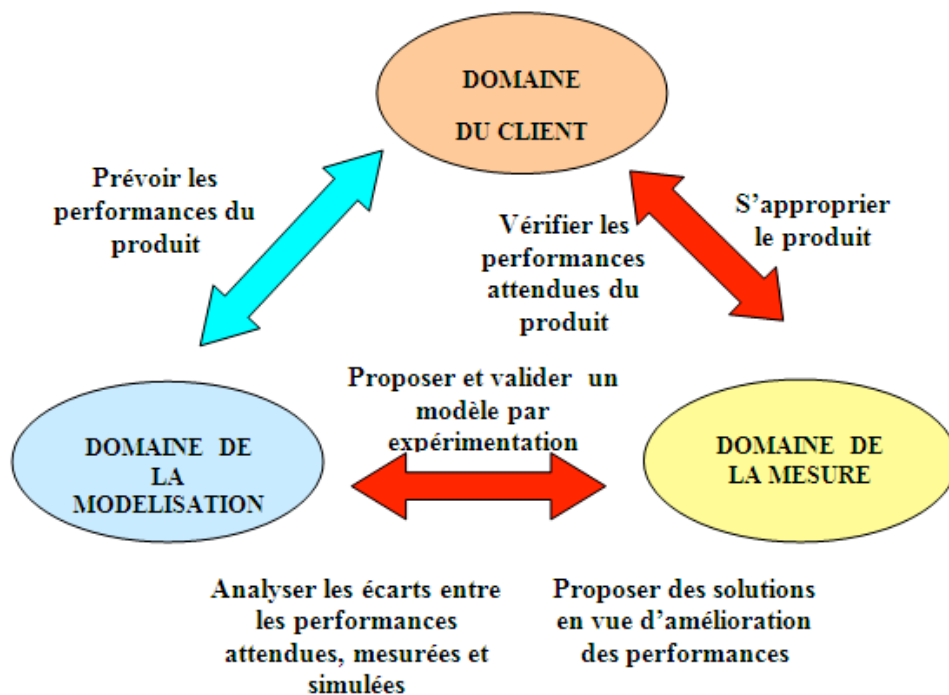 DOMAINE
DU CLIENT
Prévoir les
performances du
produit
Vérifier les
performances
attendues du
produit
S’approprier
le produit
Proposer et valider un
modèle par
expérimentation
DOMAINE DE
LA
MODELISATION
DOMAINE DE
LA MESURE
Analyser les écarts entre
les performances
attendues, mesurées et
simulées
Proposer des solutions
en vue d’amélioration
des performances